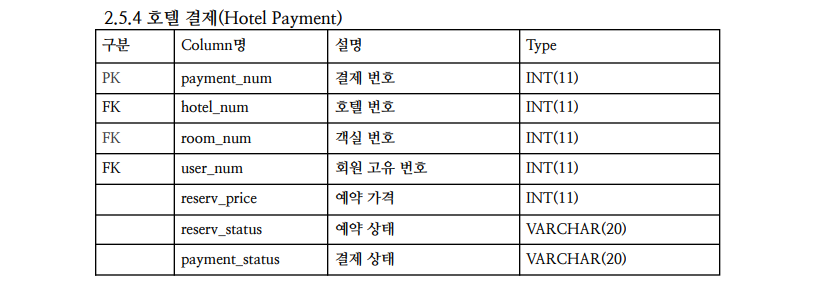 2.5.4 호텔 결제(Hotel Payment)
구분 Column명 설명 Type
PK payment_num 결제 번호 INT(11)
FK hotel_num 호텔 번호 INT(11)
FK room_num 객실 번호 INT(11)
FK user_num 회원 고유 번호 INT(11)
reserv_price 예약 가격 INT(11)
reserv_status 예약 상태 VARCHAR(20)
payment_status 결제 상태 VARCHAR(20)